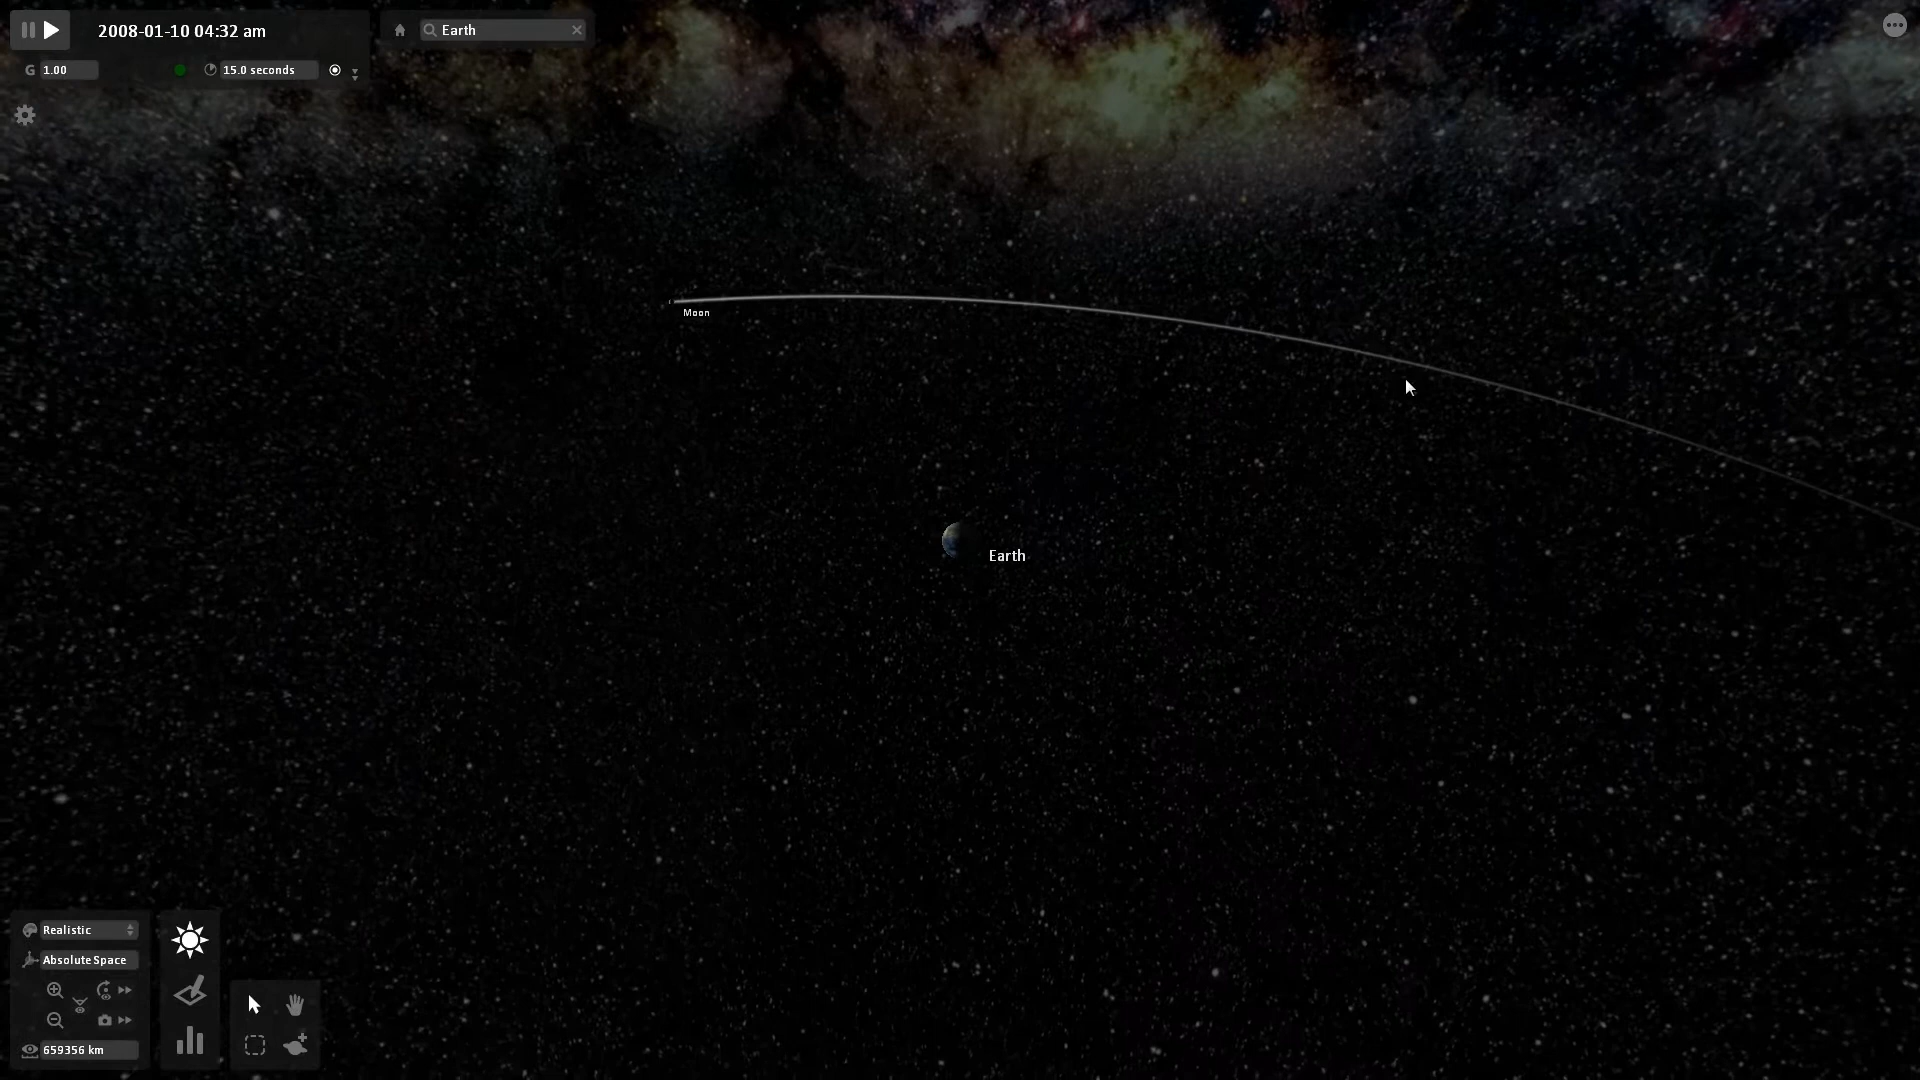 2008-01-10 04:32 am
Earth
G 1.00
15.0 seconds
Moon
Earth
Realistic
Absolute Space
659356 km